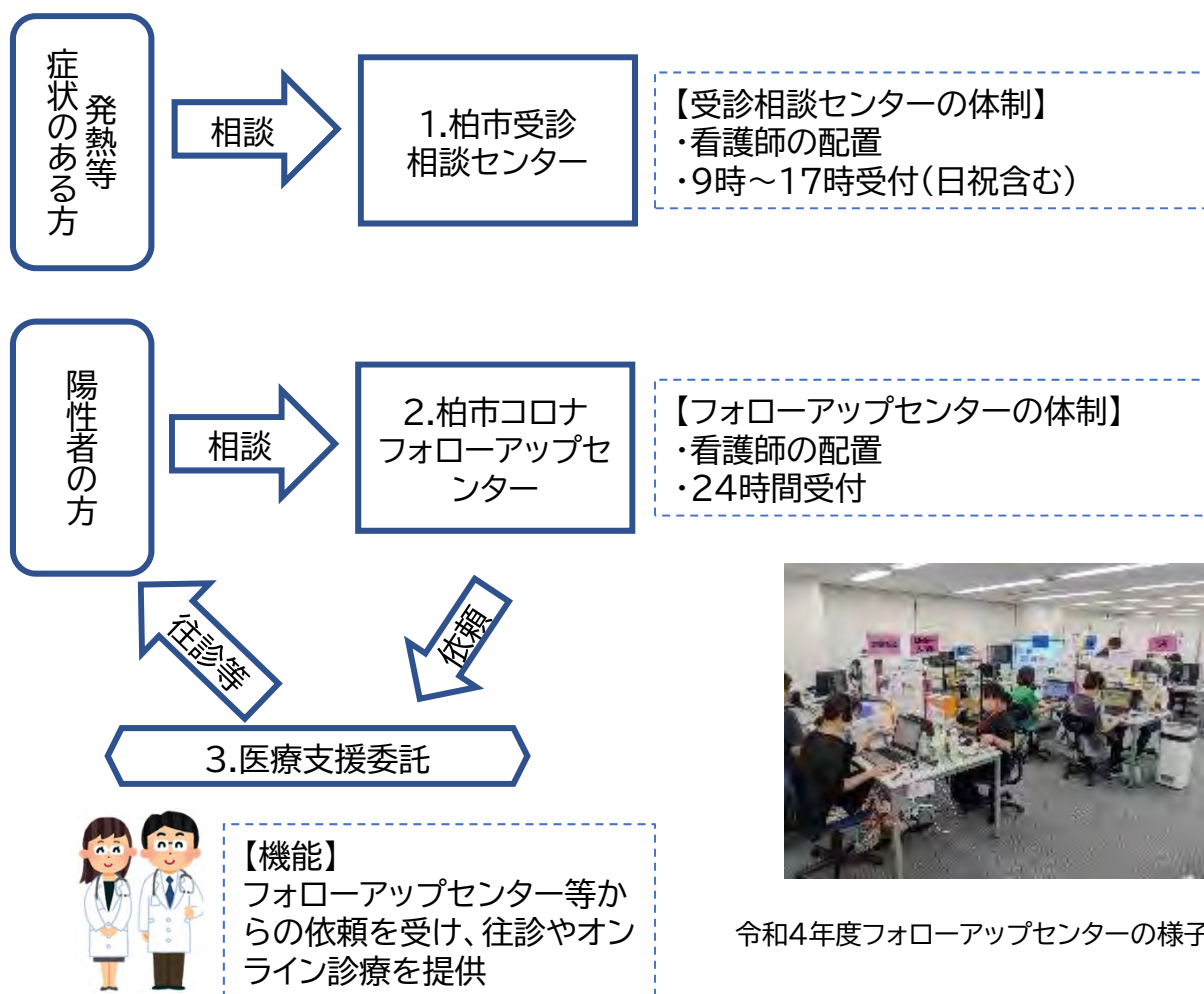 発熱等
症状のある方
相談
1.柏市受診
相談センター
【受診相談センターの体制】
・看護師の配置
・9時～17時受付(日祝含む)
陽性者の方
相談
2.柏市コロナ
フォローアップセ
ンター
【フォローアップセンターの体制】
・看護師の配置
・24時間受付
往診等
依頼
3.医療支援委託
【機能】
フォローアップセンター等か
らの依頼を受け、往診やオン
ライン診療を提供
令和4年度フォローアップセンターの様子